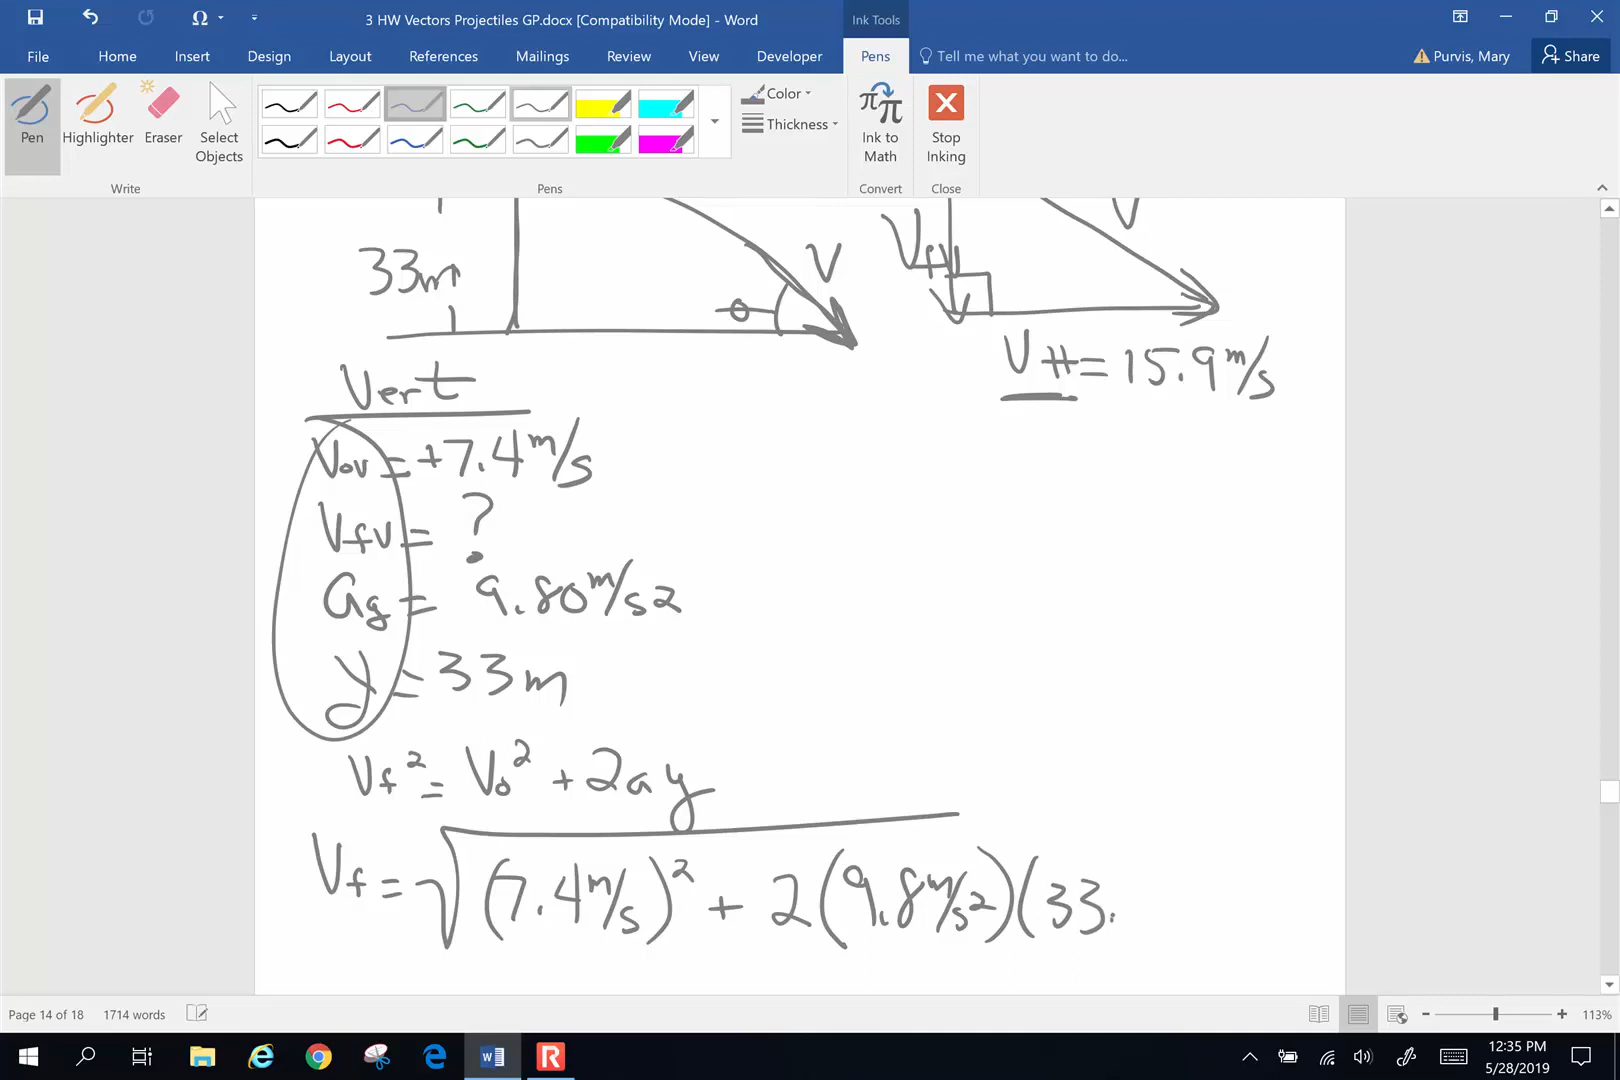 3 HW Vectors Projectiles GP.docx [Compatibility Mode] - Word
Ink Tools
File Home Insert Design Layout References Mailings Review View Developer Pens Tell me what you want to do... Purvis, Mary Share
Pen Highlighter Eraser Select Objects
Color
Thickness
Ink to Math
Stop Inking
Write Pens Convert Close
33m
V
θ
Vfv
V
VH = 15.9 m/s
Vert
Vov = +7.4 m/s
Vfv = ?
ag = 9.80 m/s2
y = 33m
Vf² = Vo² + 2ay
Vf = √(7.4 m/s)² + 2(9.8 m/s2)(33.
Page 14 of 18 1714 words 113%
12:35 PM
5/28/2019